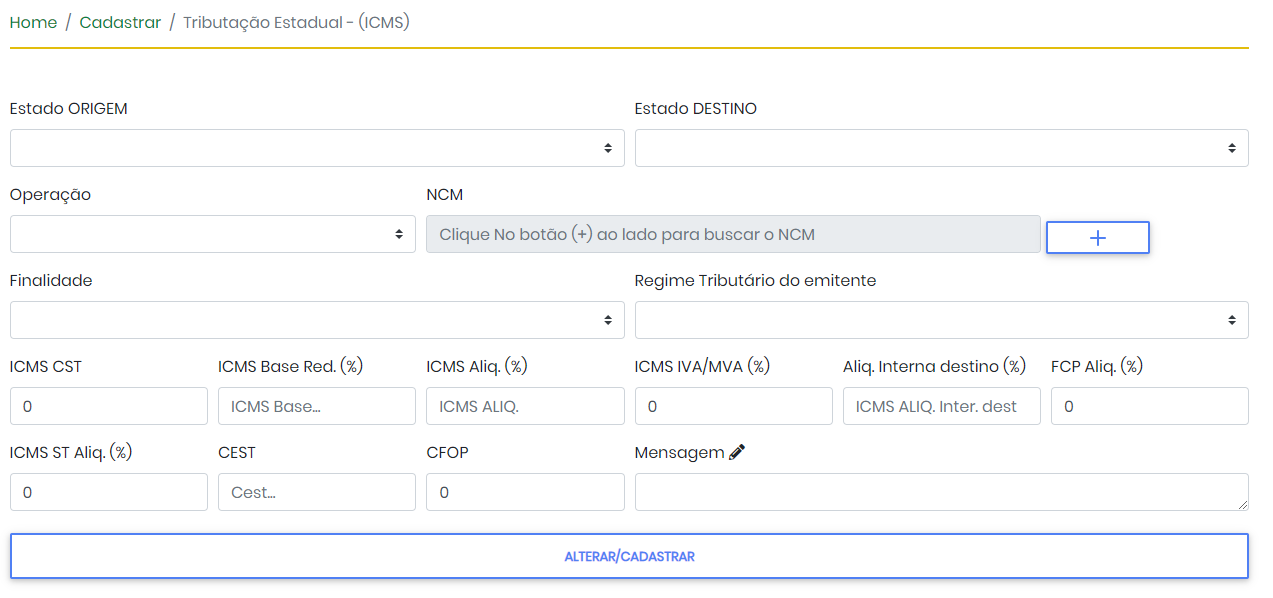 Home / Cadastrar / Tributação Estadual - (ICMS)
Estado ORIGEM Estado DESTINO
Operação NCM
Clique No botão (+) ao lado para buscar o NCM +
Finalidade Regime Tributário do emitente
ICMS CST ICMS Base Red. (%) ICMS Aliq. (%) ICMS IVA/MVA (%) Aliq. Interna destino (%) FCP Aliq. (%)
0 ICMS Base... ICMS ALIQ. 0 ICMS ALIQ. Inter. dest 0
ICMS ST Aliq. (%) CEST CFOP Mensagem
0 Cest... 0
ALTERAR/CADASTRAR